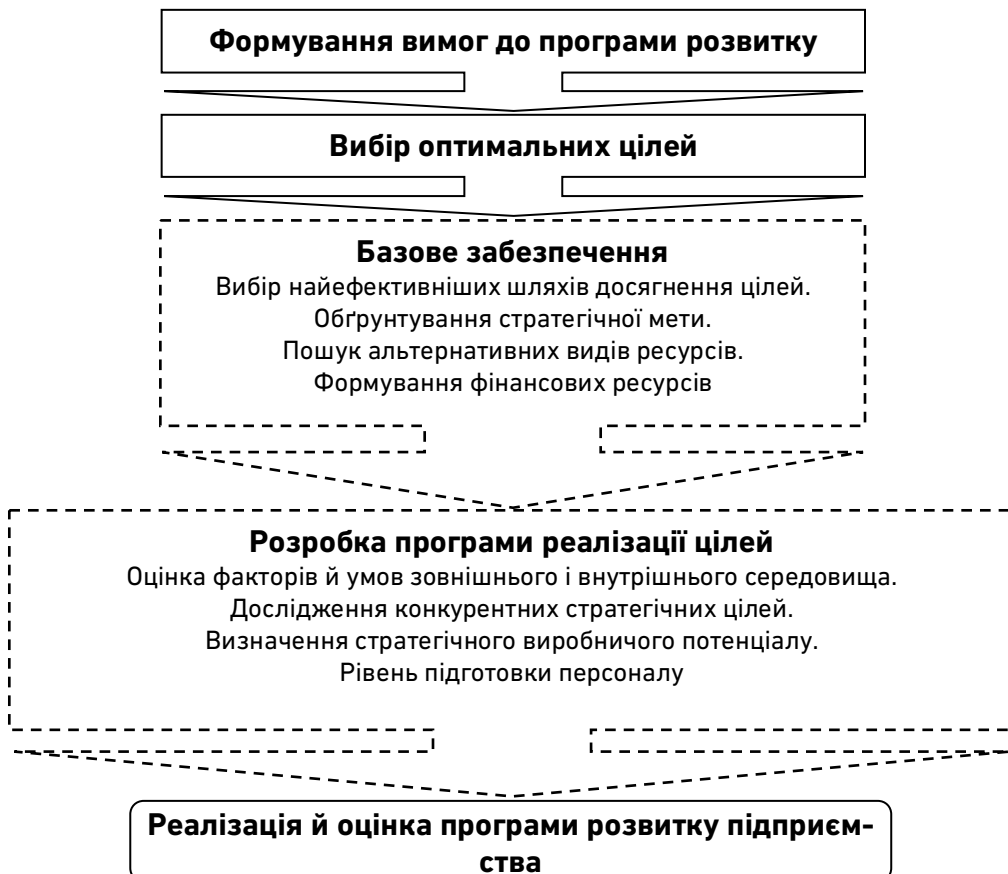 Формування вимог до програми розвитку
Вибір оптимальних цілей
Базове забезпечення
Вибір найефективніших шляхів досягнення цілей.
Обґрунтування стратегічної мети.
Пошук альтернативних видів ресурсів.
Формування фінансових ресурсів
Розробка програми реалізації цілей
Оцінка факторів й умов зовнішнього і внутрішнього середовища.
Дослідження конкурентних стратегічних цілей.
Визначення стратегічного виробничого потенціалу.
Рівень підготовки персоналу
Реалізація й оцінка програми розвитку підприєм-
ства